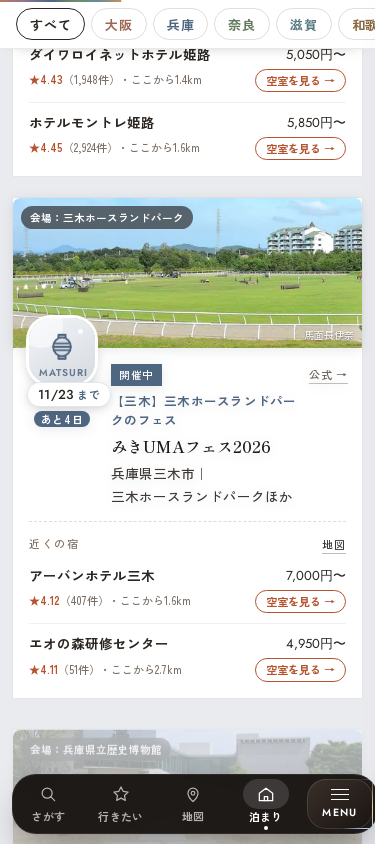 すべて
大阪
兵庫
奈良
滋賀
和歌
ダイワロイネットホテル姫路
5,050円〜
★4.43（1,948件）・ここから1.4km
空室を見る →
ホテルモントレ姫路
5,850円〜
★4.45（2,924件）・ここから1.6km
空室を見る →
会場：三木ホースランドパーク
馬面長伊奈
MATSURI
11/23 まで
あと4日
開催中
公式 →
【三木】三木ホースランドパー
クのフェス
みきUMAフェス2026
兵庫県三木市｜
三木ホースランドパークほか
近くの宿
地図
アーバンホテル三木
7,000円〜
★4.12（407件）・ここから1.6km
空室を見る →
エオの森研修センター
4,950円〜
★4.11（51件）・ここから2.7km
空室を見る →
会場：兵庫県立歴史博物館
さがす
行きたい
地図
泊まり
MENU